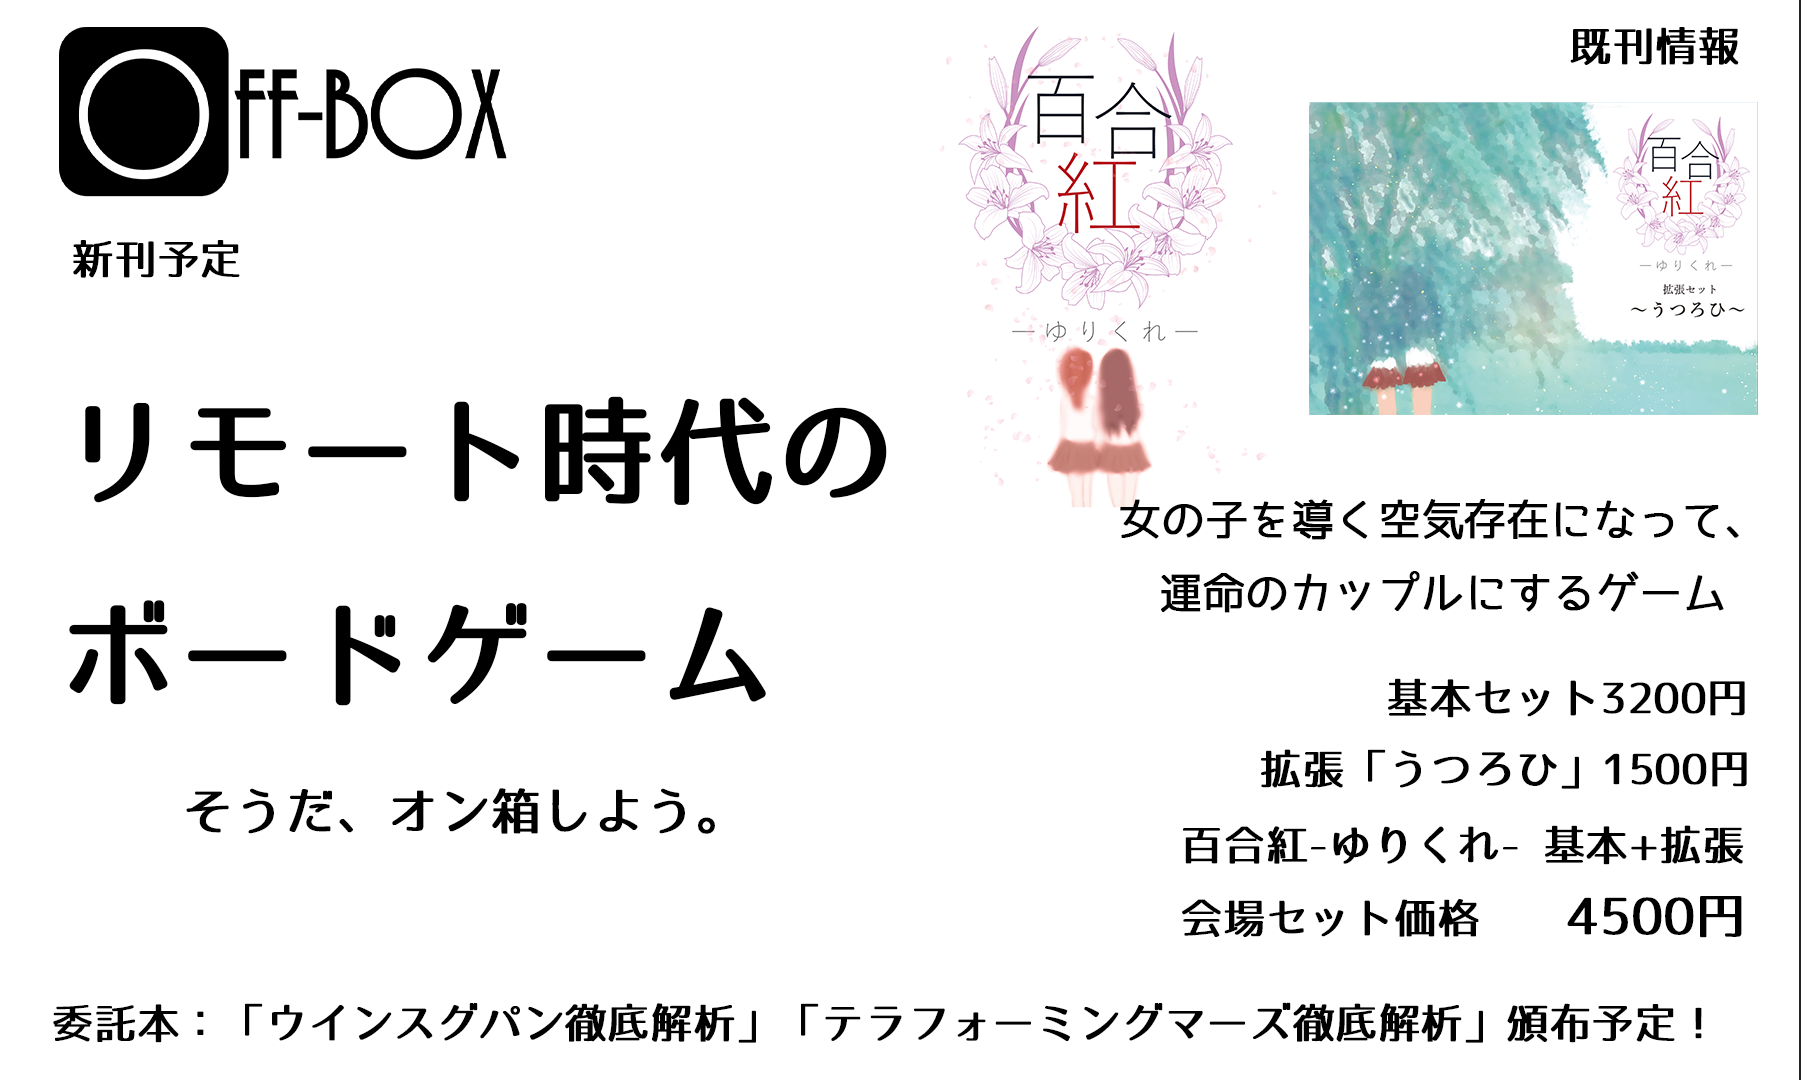 OFF-BOX
新刊予定
リモート時代の
ボードゲーム
そうだ、オン箱しよう。
百合
紅
―ゆりくれ―
既刊情報
百合
紅
―ゆりくれ―
拡張セット
～うつろひ～
女の子を導く空気存在になって、
運命のカップルにするゲーム
基本セット3200円
拡張「うつろひ」1500円
百合紅-ゆりくれ- 基本+拡張
会場セット価格 4500円
委託本：「ウインスグパン徹底解析」「テラフォーミングマーズ徹底解析」頒布予定！